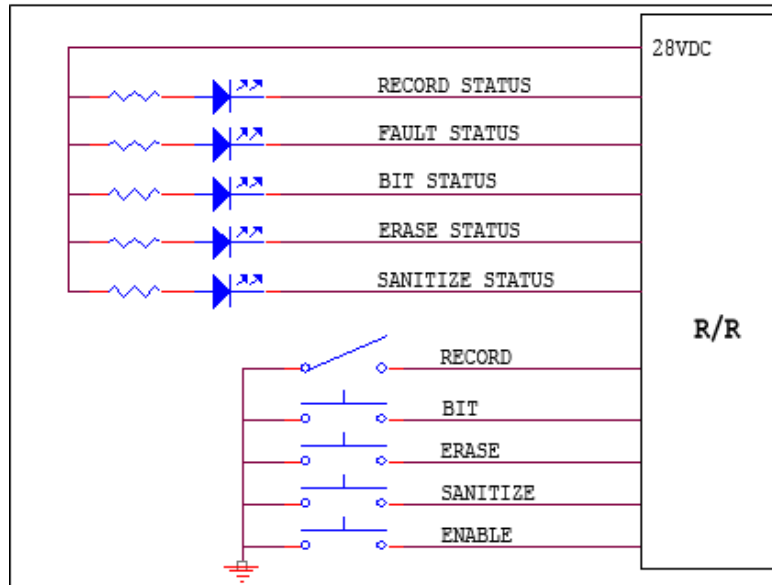 28VDC
RECORD STATUS
FAULT STATUS
BIT STATUS
ERASE STATUS
SANITIZE STATUS
R/R
RECORD
BIT
ERASE
SANITIZE
ENABLE